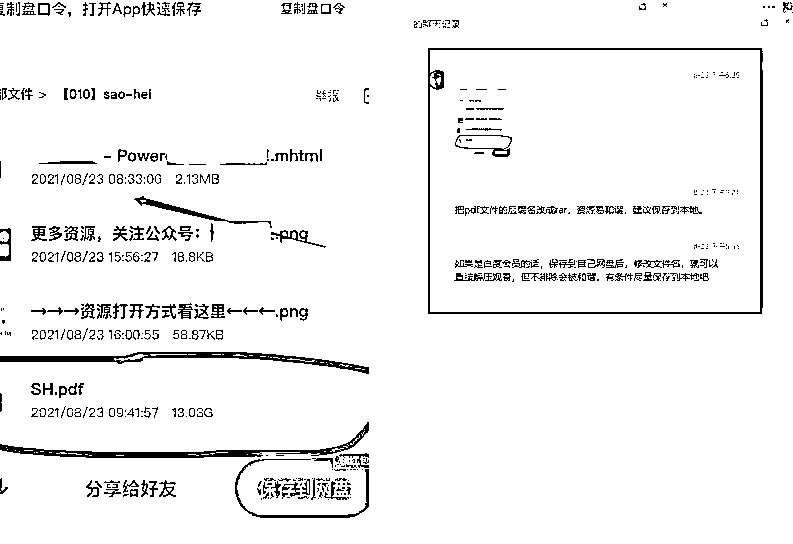 复制盘口令，打开App快速保存
复制盘口令
部文件 > 【010】sao-hei
举报
– Power
.mhtml
2021/08/23 08:33:06 2.13MB
更多资源，关注公众号：
.png
2021/08/23 15:56:27 18.8KB
→→→资源打开方式看这里←←←.png
2021/08/23 16:00:55 58.87KB
SH.pdf
2021/08/23 09:41:57 13.03G
分享给好友
保存到网盘
的聊天记录
把pdf文件的后缀名改成rar，资源易和谐，建议保存到本地。
如果是百度会员的话，保存到自己网盘后，修改文件名，就可以
直接解压观看，但不排除会被和谐。有条件尽量保存到本地吧